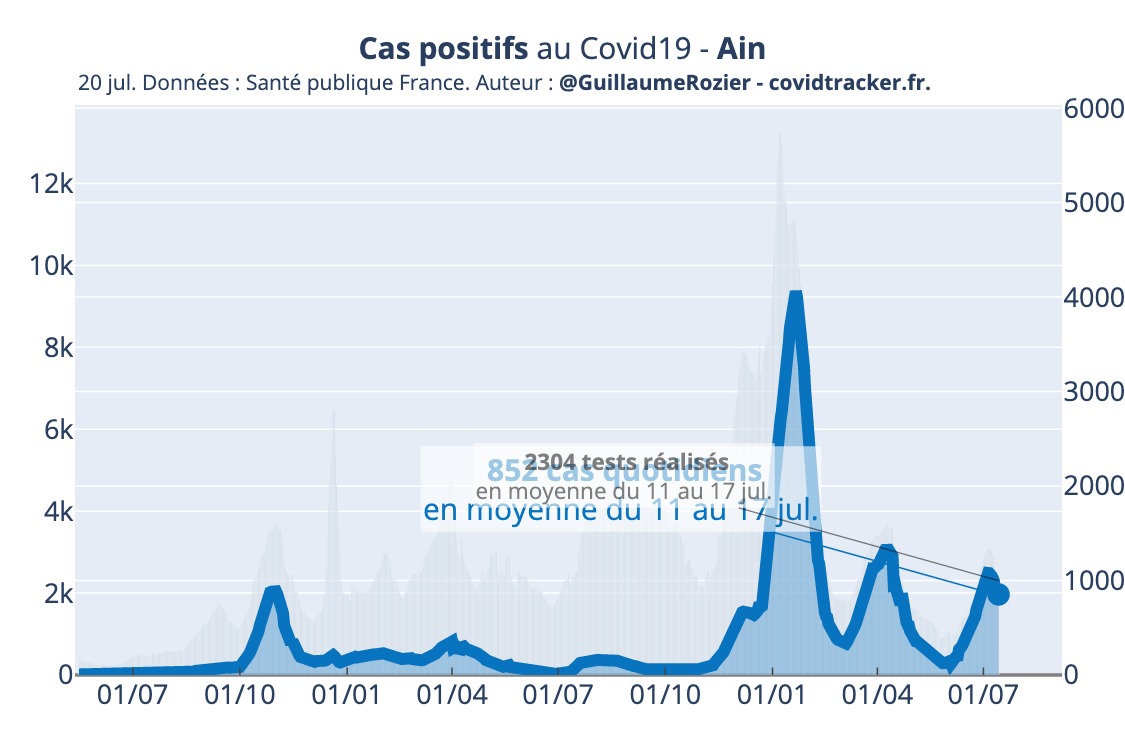 Cas positifs au Covid19 - Ain
20 jul. Données : Santé publique France. Auteur : @GuillaumeRozier - covidtracker.fr.
6000
12k
5000
10k
4000
8k
3000
6k
2304 tests réalisés
852 cas quotidiens
en moyenne du 11 au 17 jul.
2000
en moyenne du 11 au 17 jul.
4k
2k
1000
0
0
01/07 01/10 01/01 01/04 01/07 01/10 01/01 01/04 01/07